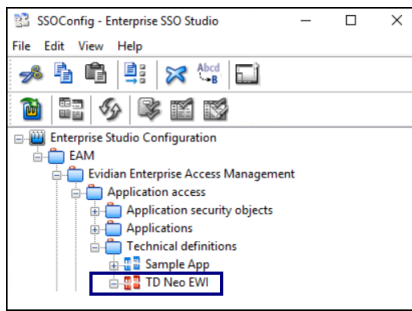 SSOConfig - Enterprise SSO Studio
File Edit View Help
Abcd
B
Enterprise Studio Configuration
EAM
Evidian Enterprise Access Management
Application access
Application security objects
Applications
Technical definitions
Sample App
TD Neo EWI